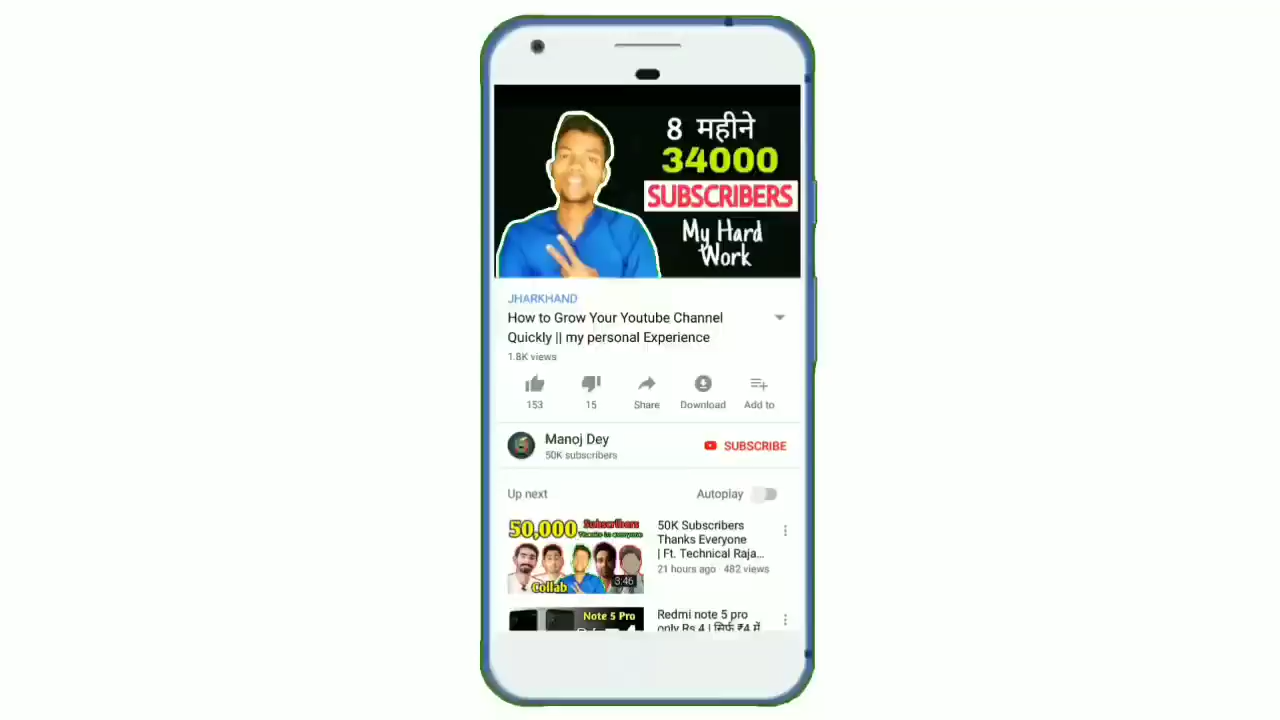 8 महीने
34000
SUBSCRIBERS
My Hard
Work
JHARKHAND
How to Grow Your Youtube Channel
Quickly || my personal Experience
1.8K views
153
15
Share
Download
Add to
Manoj Dey
50K subscribers
SUBSCRIBE
Up next
Autoplay
50,000 Subscribers
Thanks to everyone
Collab
3:46
50K Subscribers
Thanks Everyone
| Ft. Technical Raja...
21 hours ago · 482 views
Note 5 Pro
Redmi note 5 pro
only Rs 4 | सिर्फ ₹4 में